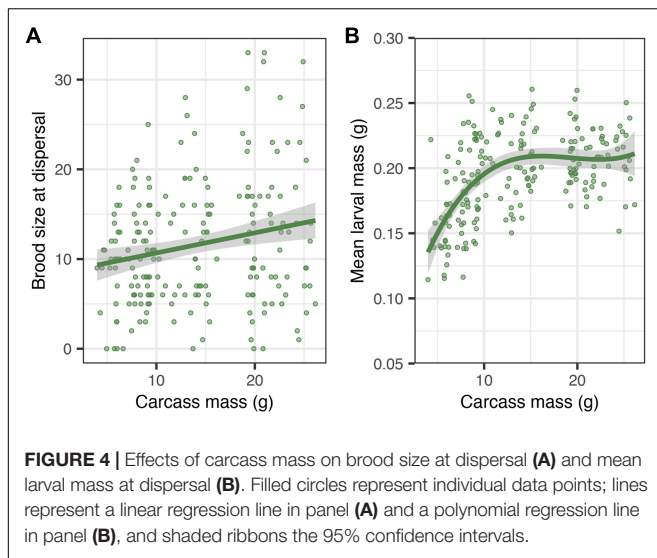 A
B
Brood size at dispersal
30
20
10
0
10
20
Carcass mass (g)
Mean larval mass (g)
0.30
0.25
0.20
0.15
0.10
0.05
10
20
Carcass mass (g)
FIGURE 4 | Effects of carcass mass on brood size at dispersal (A) and mean
larval mass at dispersal (B). Filled circles represent individual data points; lines
represent a linear regression line in panel (A) and a polynomial regression line
in panel (B), and shaded ribbons the 95% confidence intervals.